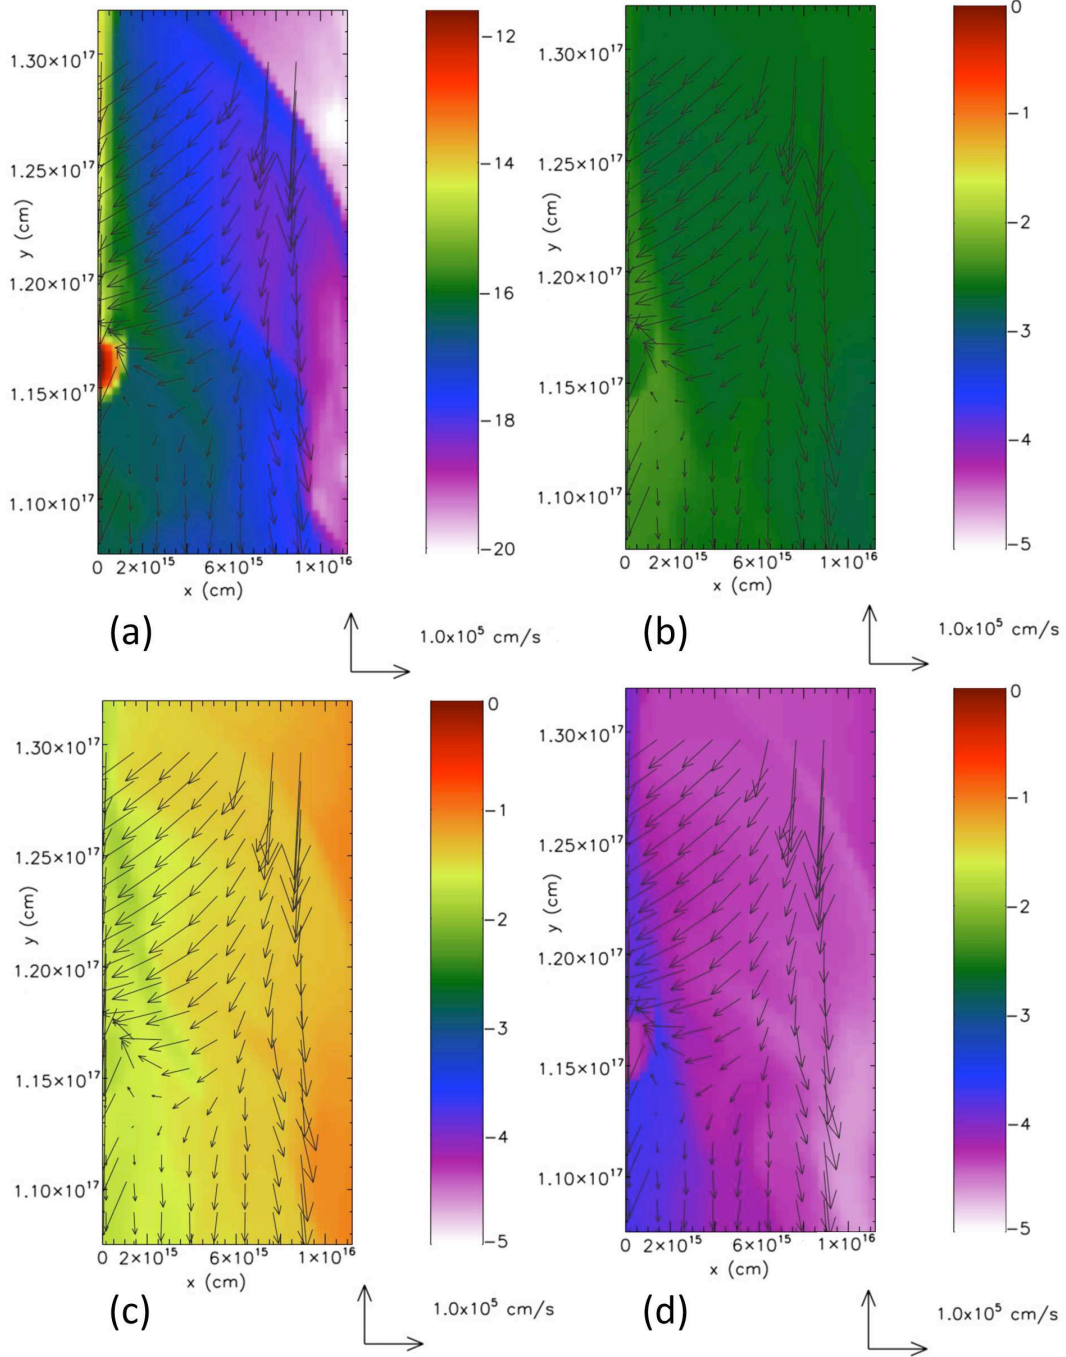 1.30×10¹⁷
1.25×10¹⁷
1.20×10¹⁷
1.15×10¹⁷
1.10×10¹⁷
y (cm)
0 2×10¹⁵ 6×10¹⁵ 1×10¹⁶
x (cm)
−12
−14
−16
−18
−20
(a)
1.0x10⁵ cm/s
1.30×10¹⁷
1.25×10¹⁷
1.20×10¹⁷
1.15×10¹⁷
1.10×10¹⁷
y (cm)
0 2×10¹⁵ 6×10¹⁵ 1×10¹⁶
x (cm)
0
−1
−2
−3
−4
−5
(b)
1.0x10⁵ cm/s
1.30×10¹⁷
1.25×10¹⁷
1.20×10¹⁷
1.15×10¹⁷
1.10×10¹⁷
y (cm)
0 2×10¹⁵ 6×10¹⁵ 1×10¹⁶
x (cm)
0
−1
−2
−3
−4
−5
(c)
1.0x10⁵ cm/s
1.30×10¹⁷
1.25×10¹⁷
1.20×10¹⁷
1.15×10¹⁷
1.10×10¹⁷
y (cm)
0 2×10¹⁵ 6×10¹⁵ 1×10¹⁶
x (cm)
0
−1
−2
−3
−4
−5
(d)
1.0x10⁵ cm/s